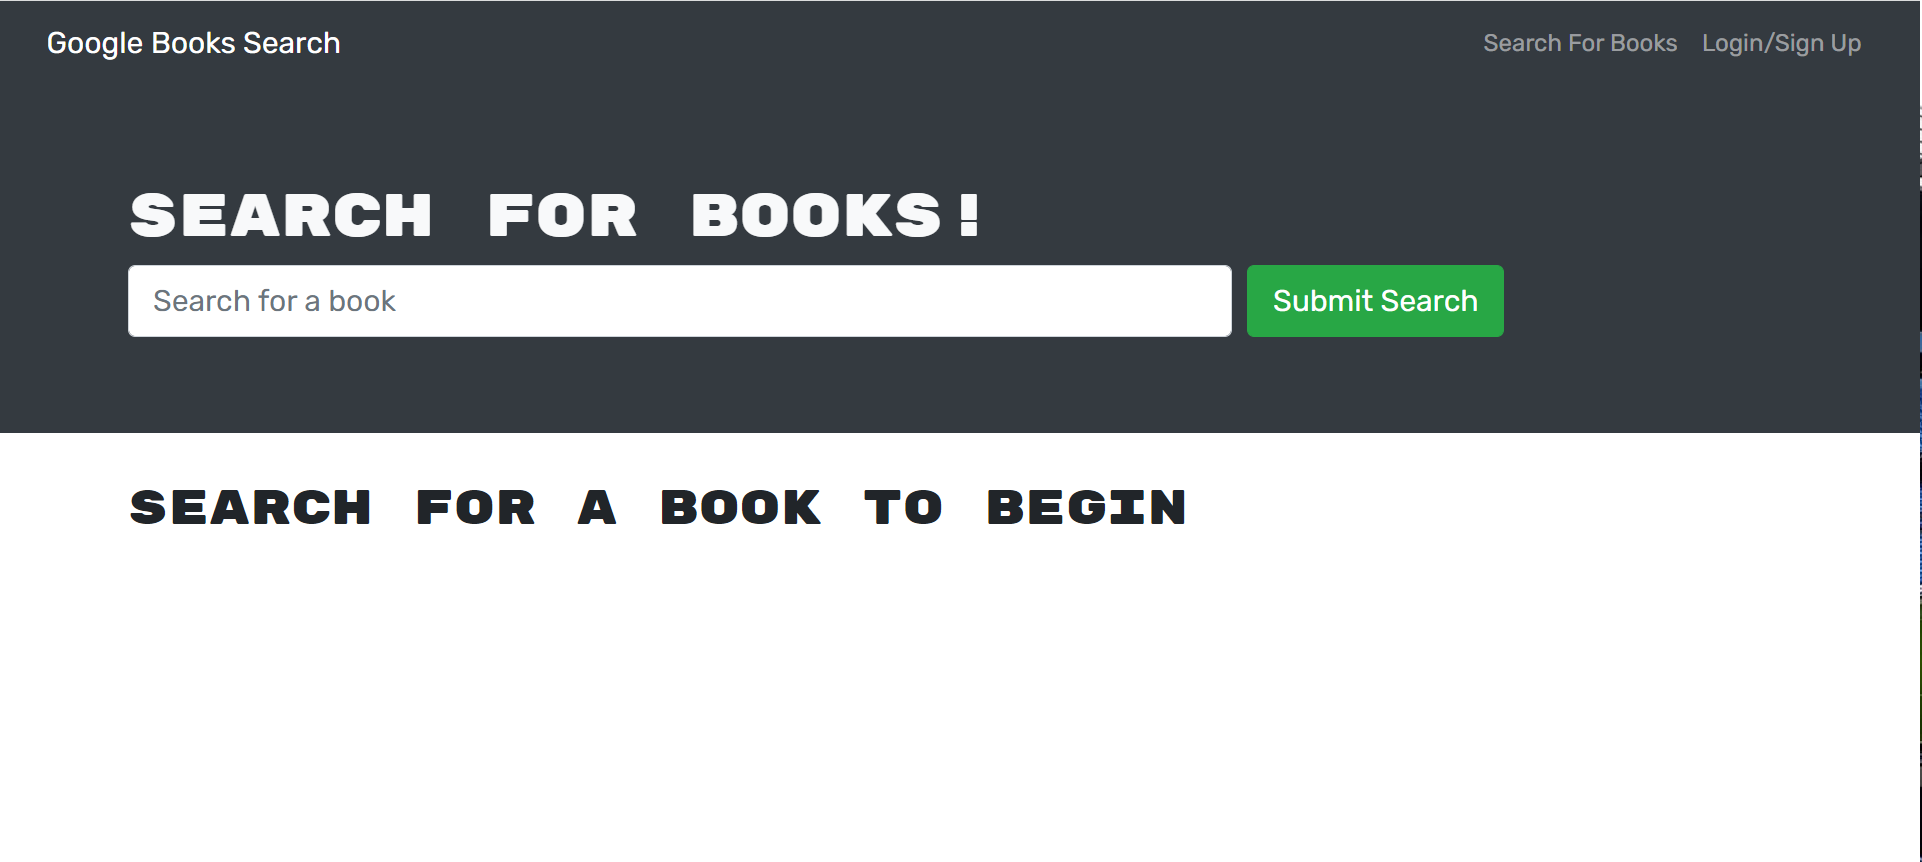 Google Books Search
Search For Books
Login/Sign Up
SEARCH FOR BOOKS!
Search for a book
Submit Search
SEARCH FOR A BOOK TO BEGIN